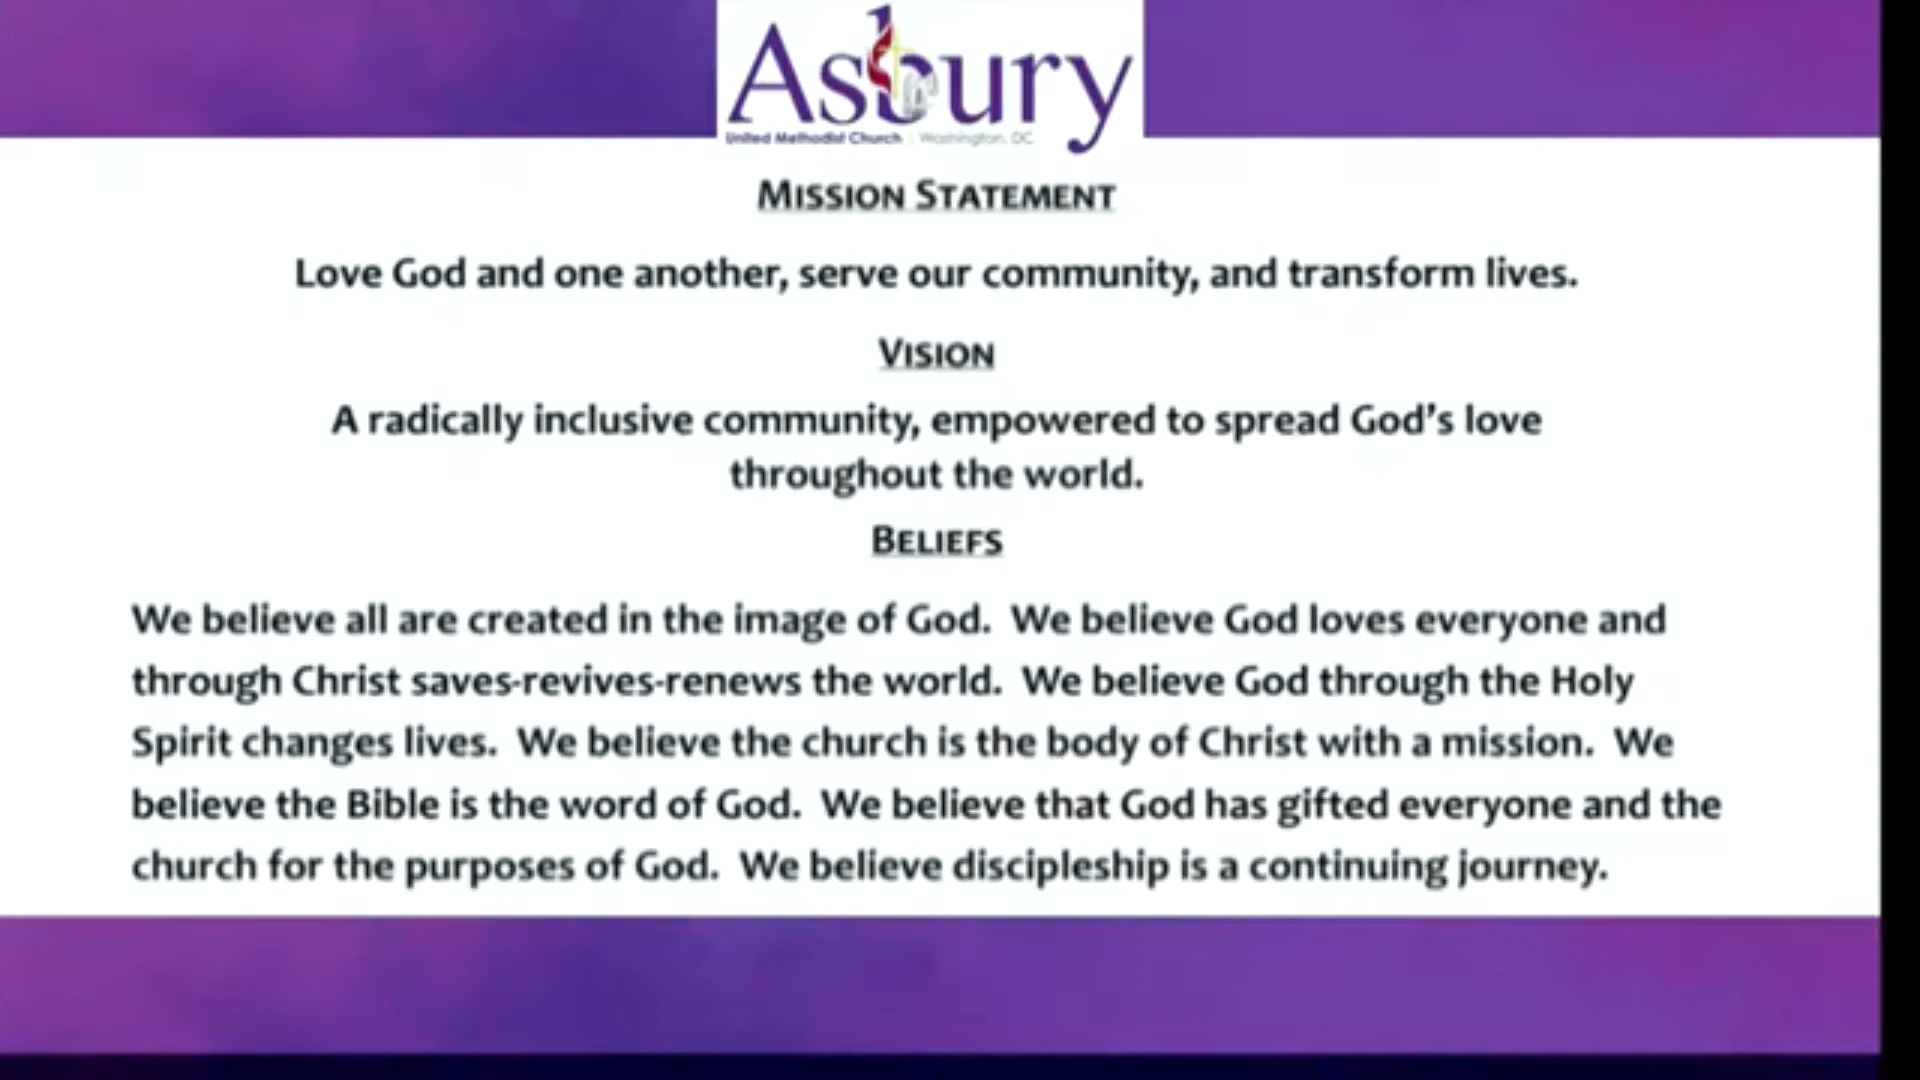 Asbury
United Methodist Church | Washington, DC
MISSION STATEMENT
Love God and one another, serve our community, and transform lives.
VISION
A radically inclusive community, empowered to spread God's love
throughout the world.
BELIEFS
We believe all are created in the image of God.  We believe God loves everyone and
through Christ saves-revives-renews the world.  We believe God through the Holy
Spirit changes lives.  We believe the church is the body of Christ with a mission.  We
believe the Bible is the word of God.  We believe that God has gifted everyone and the
church for the purposes of God.  We believe discipleship is a continuing journey.